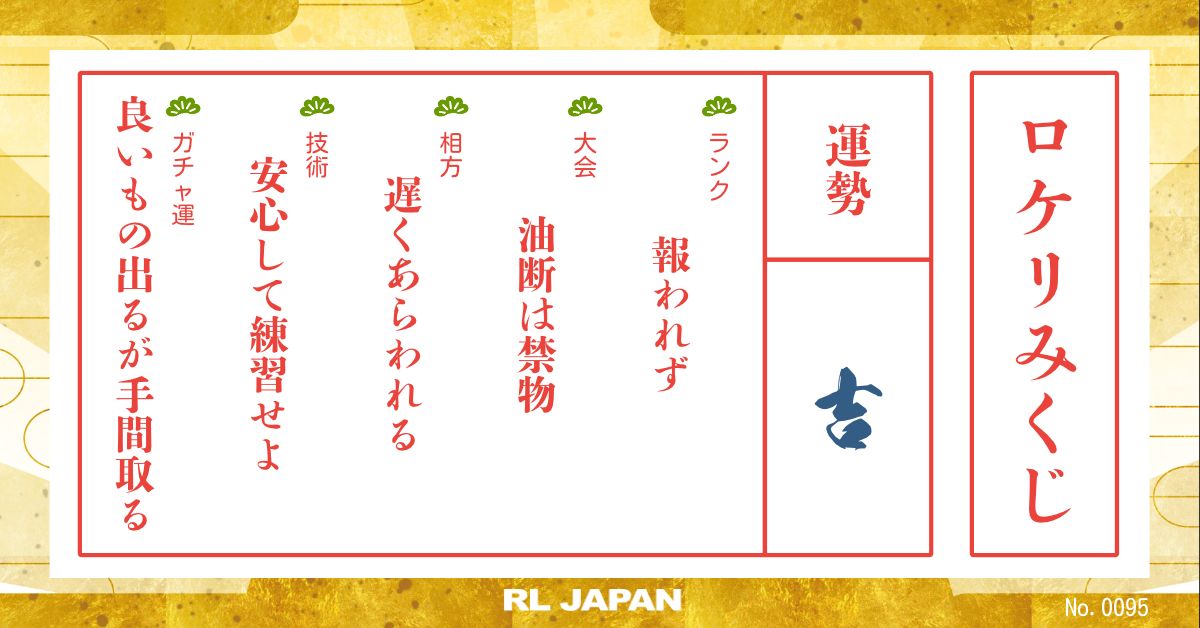 ロケリみくじ
運勢
吉
ランク
報われず
大会
油断は禁物
相方
遅くあらわれる
技術
安心して練習せよ
ガチャ運
良いもの出るが手間取る
RL JAPAN
No. 0095